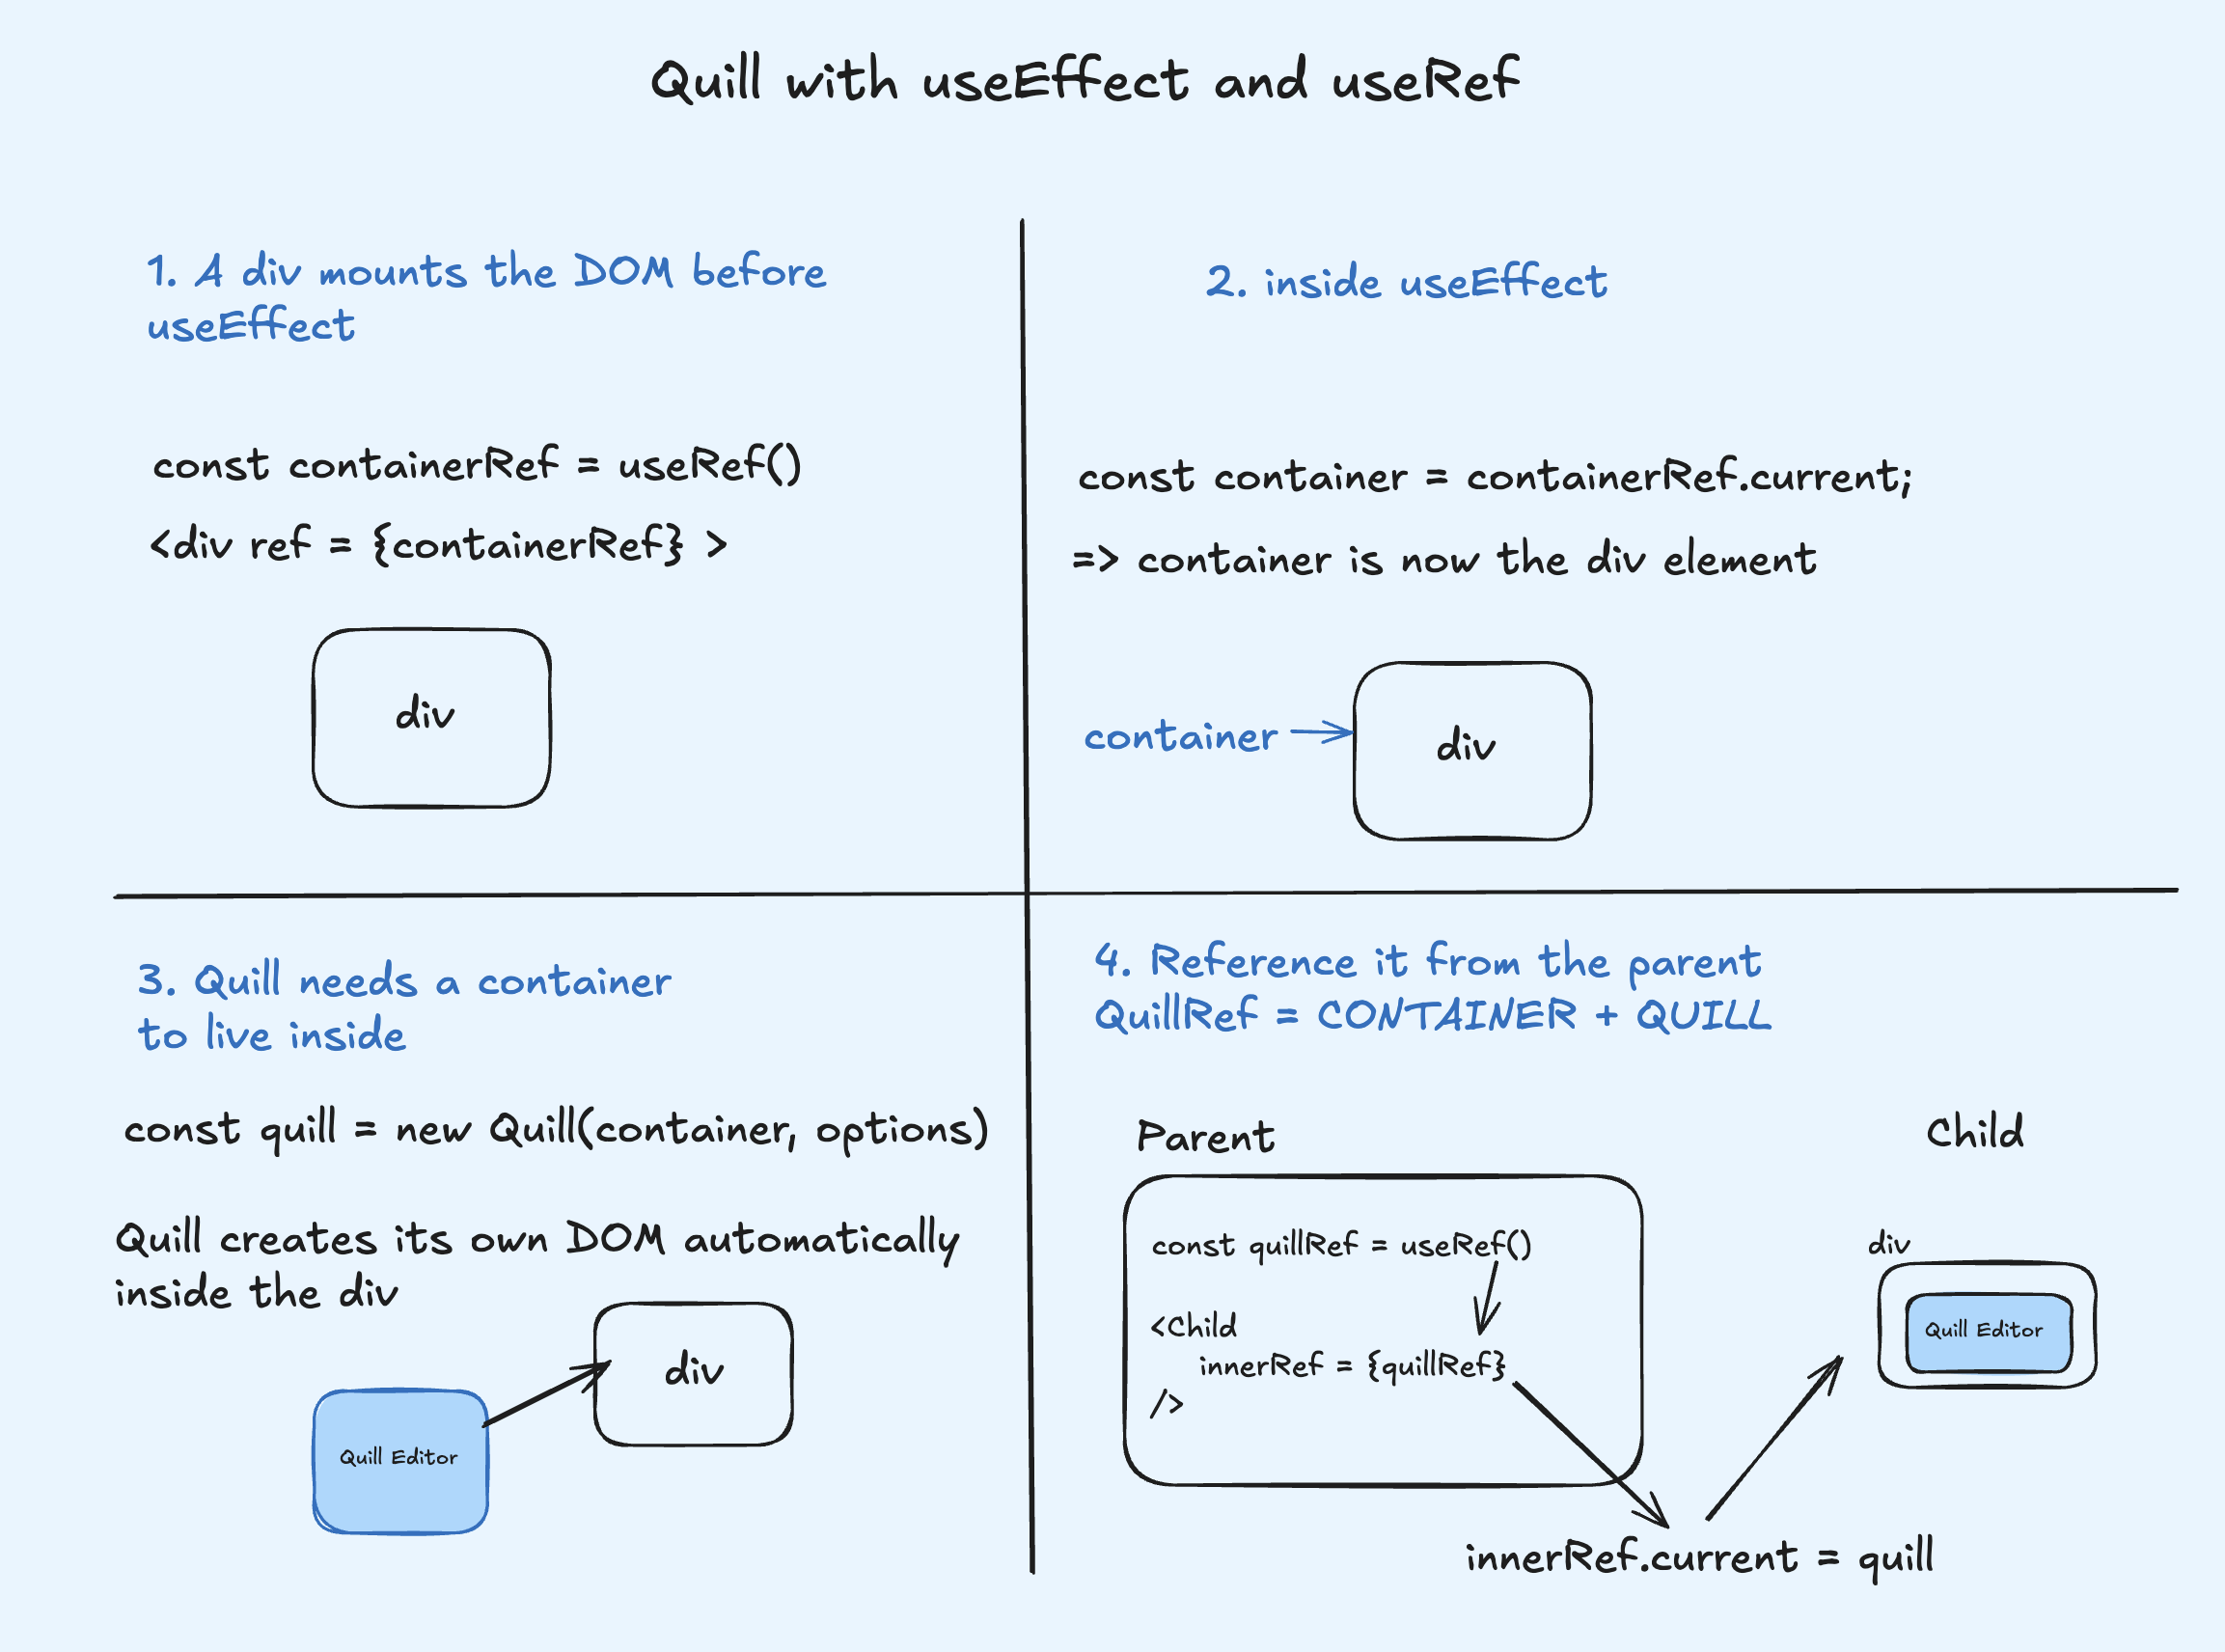 Quill with useEffect and useRef
1. A div mounts the DOM before
useEffect
const containerRef = useRef()
<div ref = {containerRef} >
div
2. inside useEffect
const container = containerRef.current;
=> container is now the div element
container
div
3. Quill needs a container
to live inside
const quill = new Quill(container, options)
Quill creates its own DOM automatically
inside the div
div
Quill Editor
4. Reference it from the parent
QuillRef = CONTAINER + QUILL
Parent
Child
const quillRef = useRef()
<Child
innerRef = {quillRef}
/>
div
Quill Editor
innerRef.current = quill